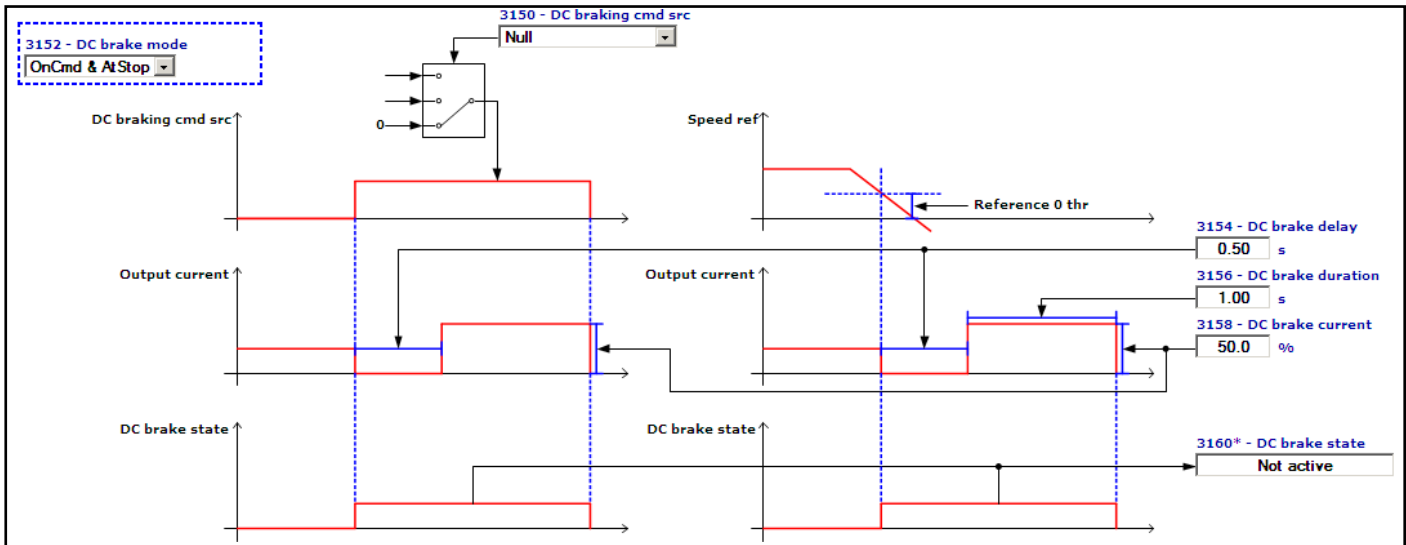 3150 - DC braking cmd src
Null
3152 - DC brake mode
OnCmd & AtStop
DC braking cmd src
0
Speed ref
Reference 0 thr
3154 - DC brake delay
0.50 s
Output current
Output current
3156 - DC brake duration
1.00 s
3158 - DC brake current
50.0 %
DC brake state
DC brake state
3160* - DC brake state
Not active